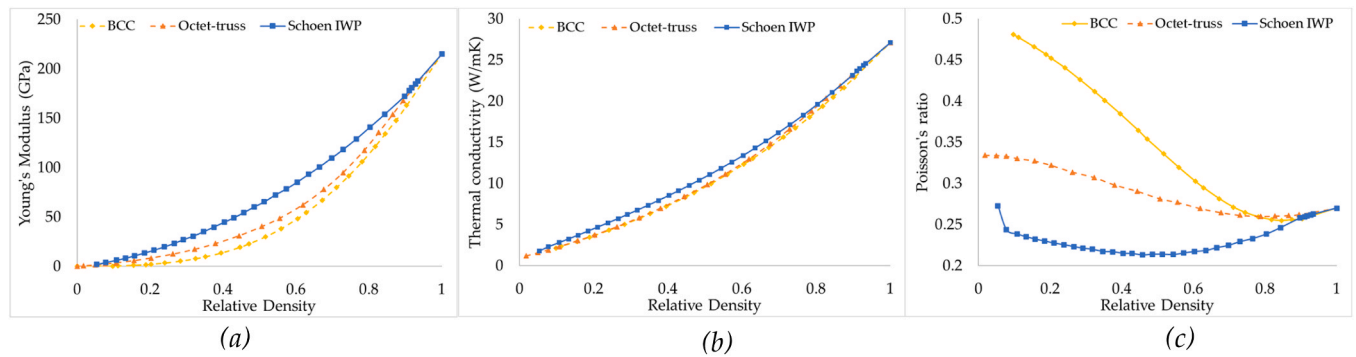 BCC Octet-truss Schoen IWP
Young's Modulus (GPa)
250
200
150
100
50
0
0 0.2 0.4 0.6 0.8 1
Relative Density
(a)
BCC Octet-truss Schoen IWP
Thermal conductivity (W/mK)
30
25
20
15
10
5
0
0 0.2 0.4 0.6 0.8 1
Relative Density
(b)
BCC Octet-truss Schoen IWP
Poisson's ratio
0.5
0.45
0.4
0.35
0.3
0.25
0.2
0 0.2 0.4 0.6 0.8 1
Relative Density
(c)